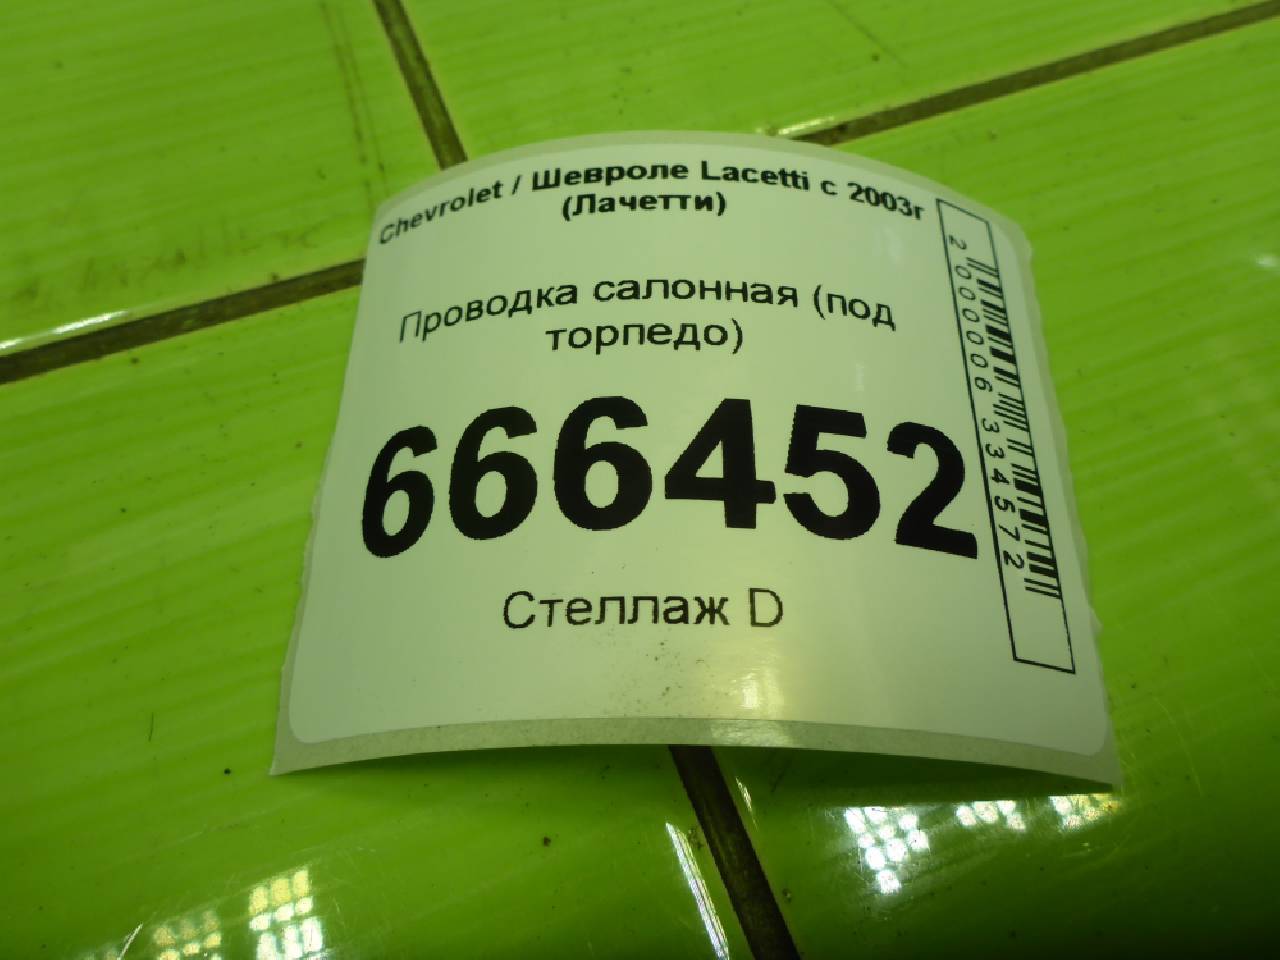 Chevrolet / Шевроле Lacetti с 2003г
(Лачетти)
Проводка салонная (под
торпедо)
666452
Стеллаж D
2000006334572